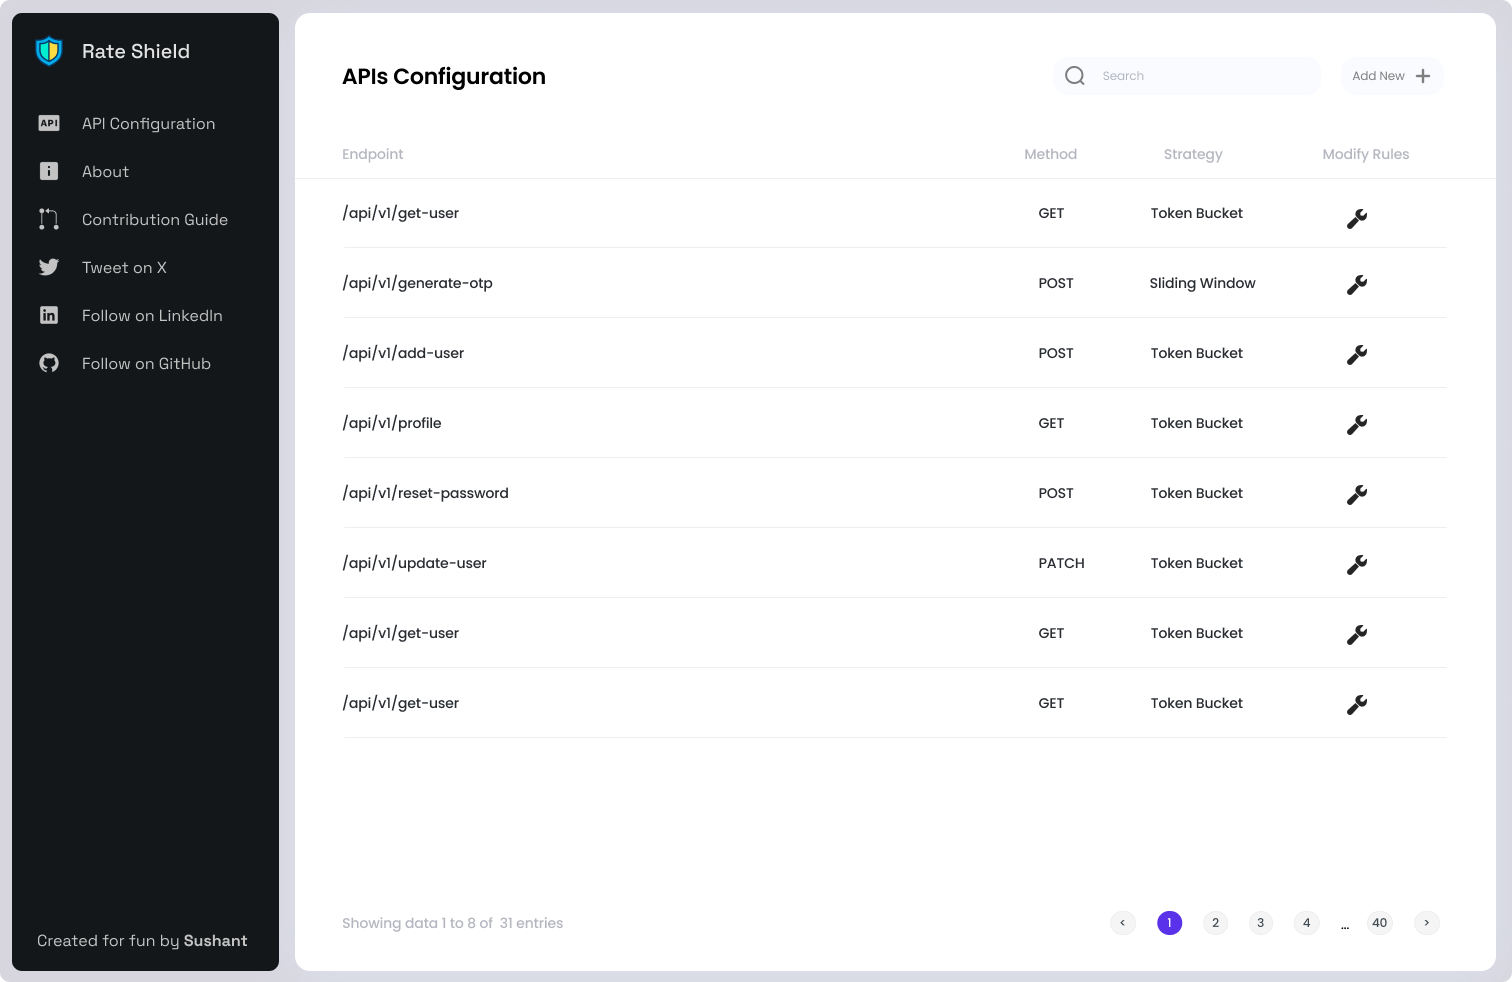 Rate Shield
API API Configuration
i About
Contribution Guide
Tweet on X
in Follow on LinkedIn
Follow on GitHub
Created for fun by Sushant
APIs Configuration
Search
Add New +
Endpoint Method Strategy Modify Rules
/api/v1/get-user GET Token Bucket
/api/v1/generate-otp POST Sliding Window
/api/v1/add-user POST Token Bucket
/api/v1/profile GET Token Bucket
/api/v1/reset-password POST Token Bucket
/api/v1/update-user PATCH Token Bucket
/api/v1/get-user GET Token Bucket
/api/v1/get-user GET Token Bucket
Showing data 1 to 8 of 31 entries
< 1 2 3 4 ... 40 >